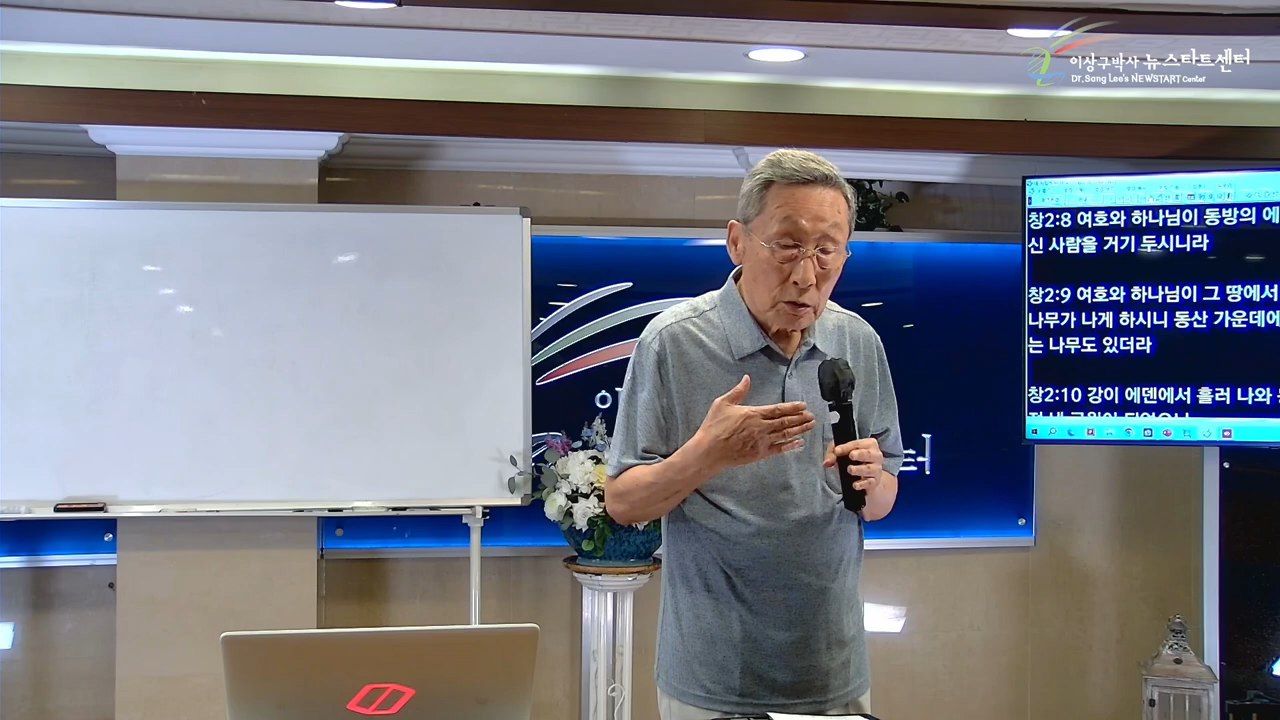 이상구박사 뉴스타트센터
Dr. Sang Lee's NEWSTART Center
창2:8 여호와 하나님이 동방의 에
신 사람을 거기 두시니라
창2:9 여호와 하나님이 그 땅에서
나무가 나게 하시니 동산 가운데에
는 나무도 있더라
창2:10 강이 에덴에서 흘러 나와